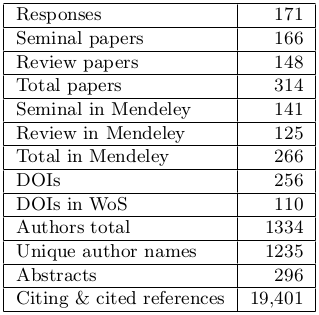 Responses 171
Seminal papers 166
Review papers 148
Total papers 314
Seminal in Mendeley 141
Review in Mendeley 125
Total in Mendeley 266
DOIs 256
DOIs in WoS 110
Authors total 1334
Unique author names 1235
Abstracts 296
Citing & cited references 19,401